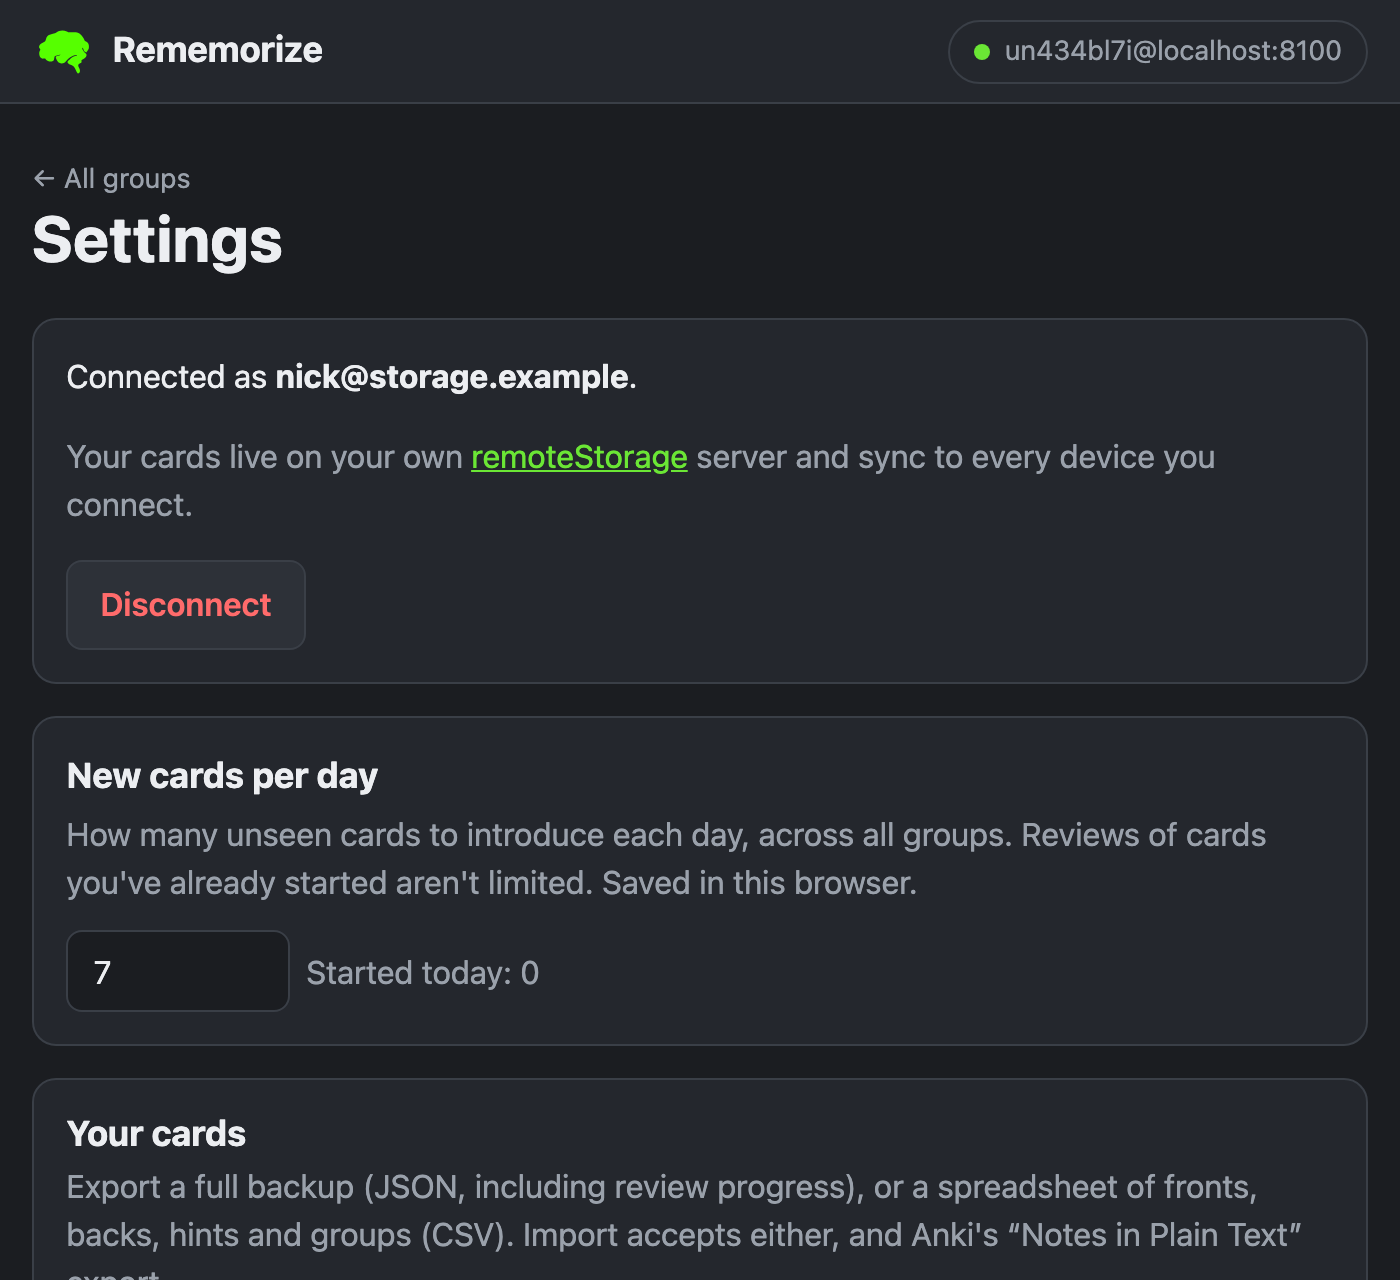 Rememorize
un434bl7i@localhost:8100
← All groups
Settings
Connected as nick@storage.example.
Your cards live on your own remoteStorage server and sync to every device you
connect.
Disconnect
New cards per day
How many unseen cards to introduce each day, across all groups. Reviews of cards
you've already started aren't limited. Saved in this browser.
7
Started today: 0
Your cards
Export a full backup (JSON, including review progress), or a spreadsheet of fronts,
backs, hints and groups (CSV). Import accepts either, and Anki's “Notes in Plain Text”
export.